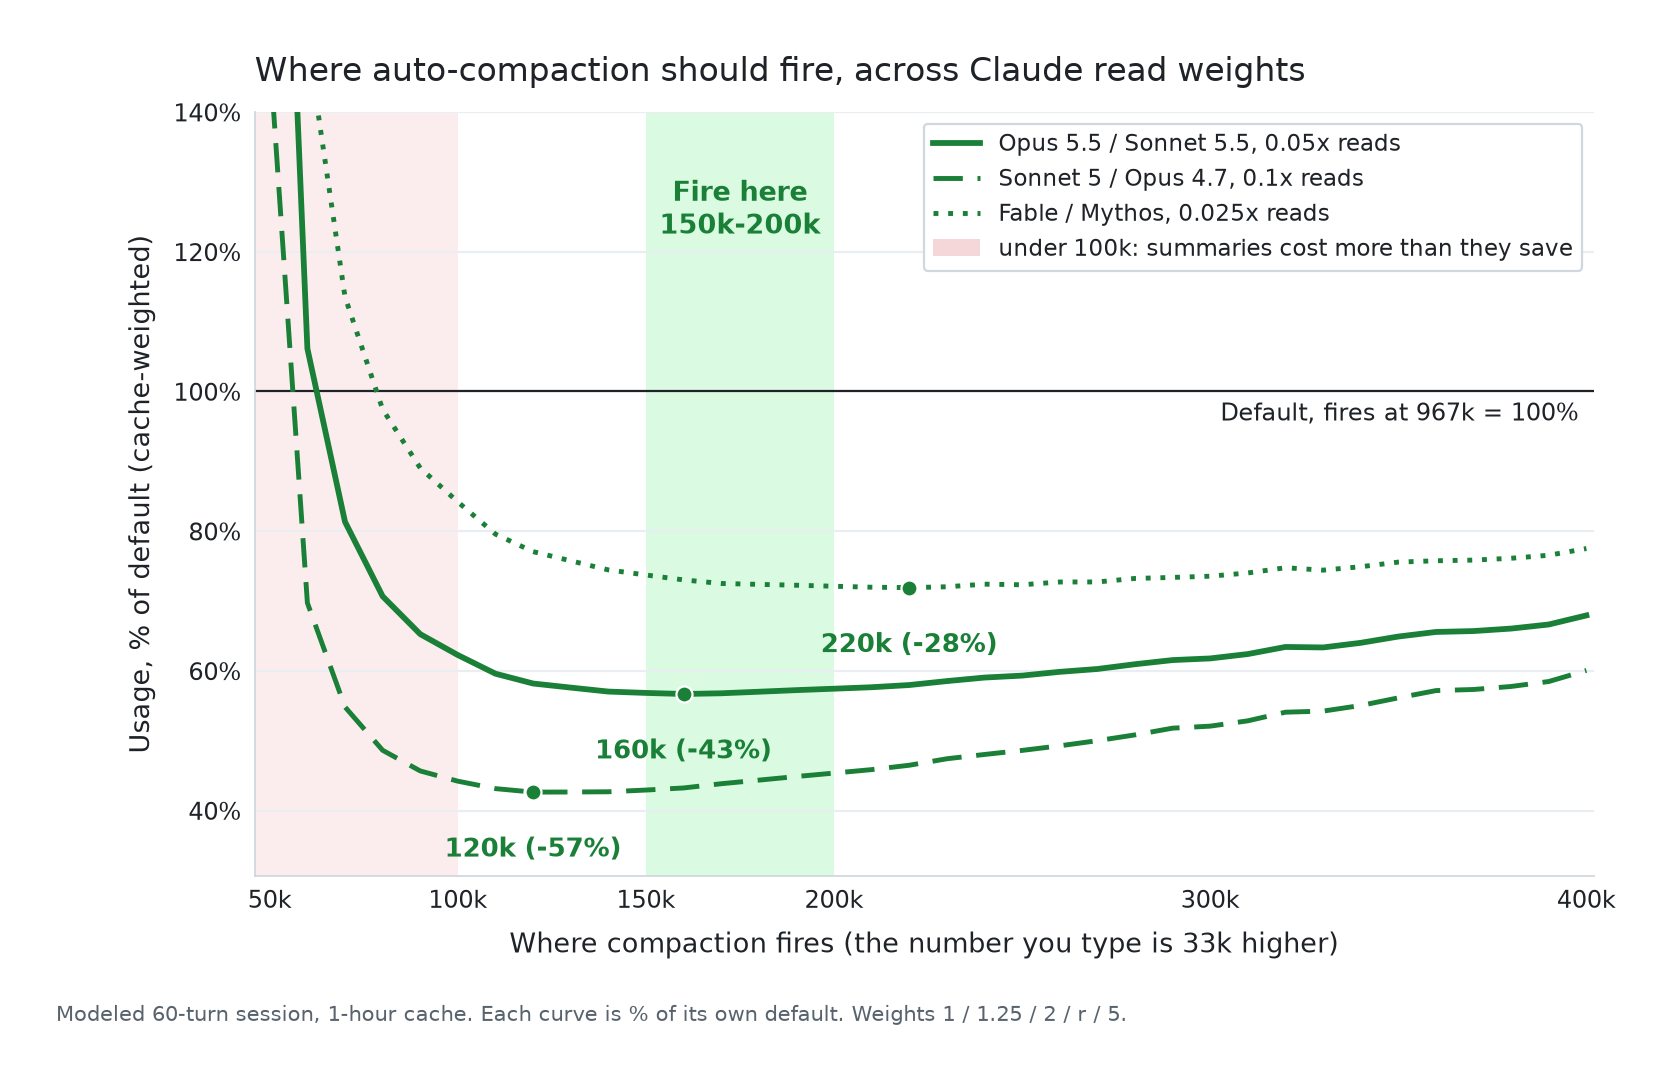 Where auto-compaction should fire, across Claude read weights
140%
120%
100%
80%
60%
40%
Usage, % of default (cache-weighted)
Fire here
150k-200k
Opus 5.5 / Sonnet 5.5, 0.05x reads
Sonnet 5 / Opus 4.7, 0.1x reads
Fable / Mythos, 0.025x reads
under 100k: summaries cost more than they save
Default, fires at 967k = 100%
220k (-28%)
160k (-43%)
120k (-57%)
50k
100k
150k
200k
300k
400k
Where compaction fires (the number you type is 33k higher)
Modeled 60-turn session, 1-hour cache. Each curve is % of its own default. Weights 1 / 1.25 / 2 / r / 5.